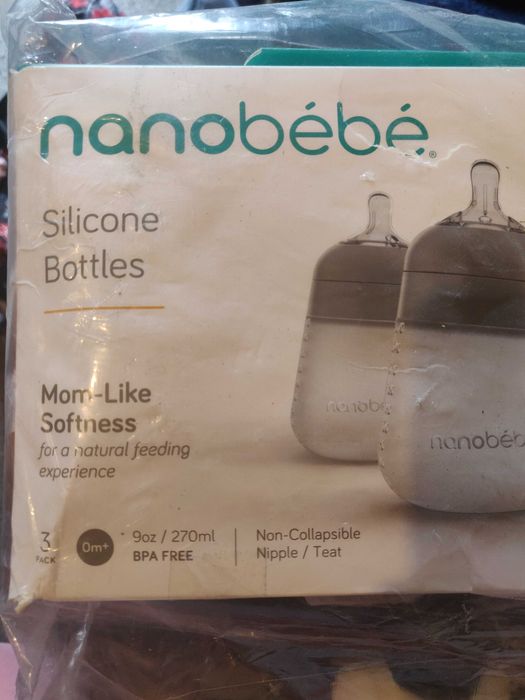 nanobébé®
Silicone
Bottles
Mom-Like
Softness
for a natural feeding
experience
3
PACK
0m+
9oz / 270ml
BPA FREE
Non-Collapsible
Nipple / Teat
nanobé
nanobéb